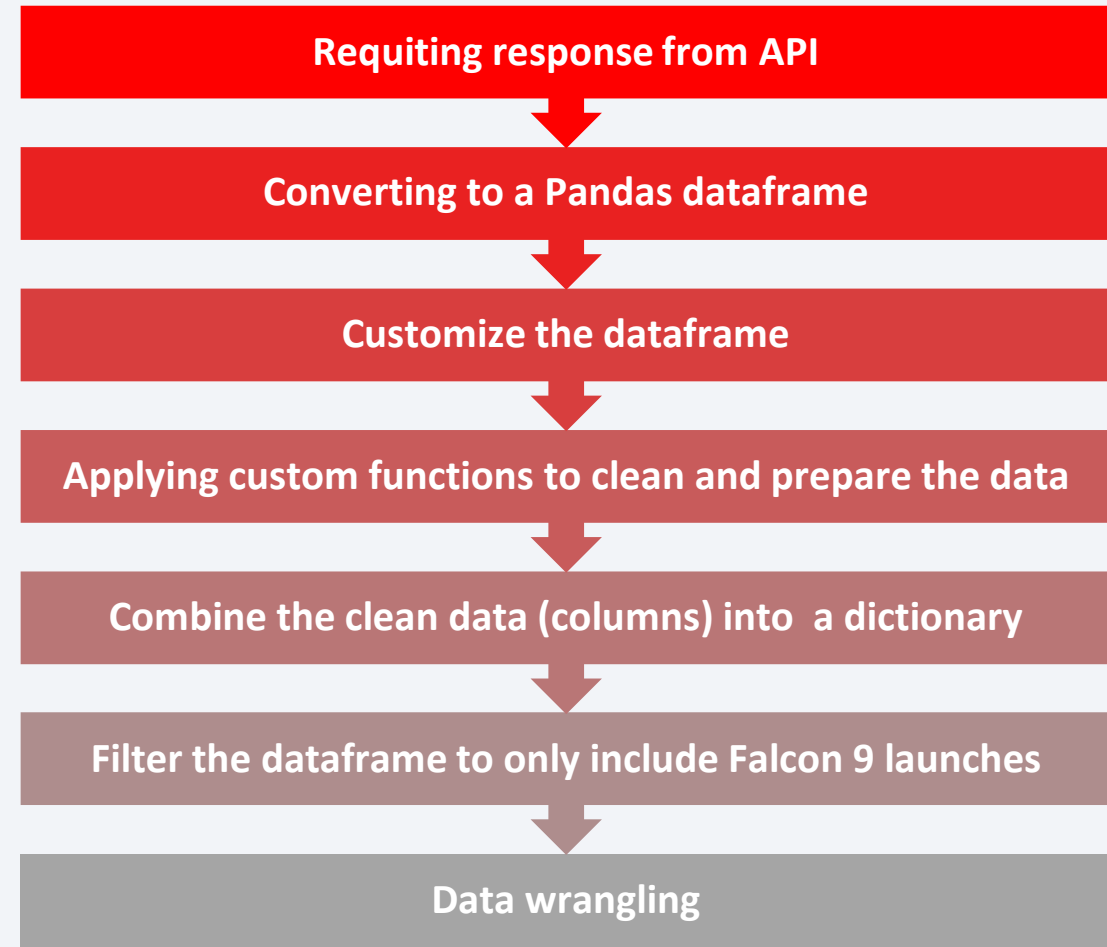 Requiting response from API
Converting to a Pandas dataframe
Customize the dataframe
Applying custom functions to clean and prepare the data
Combine the clean data (columns) into  a dictionary
Filter the dataframe to only include Falcon 9 launches
Data wrangling